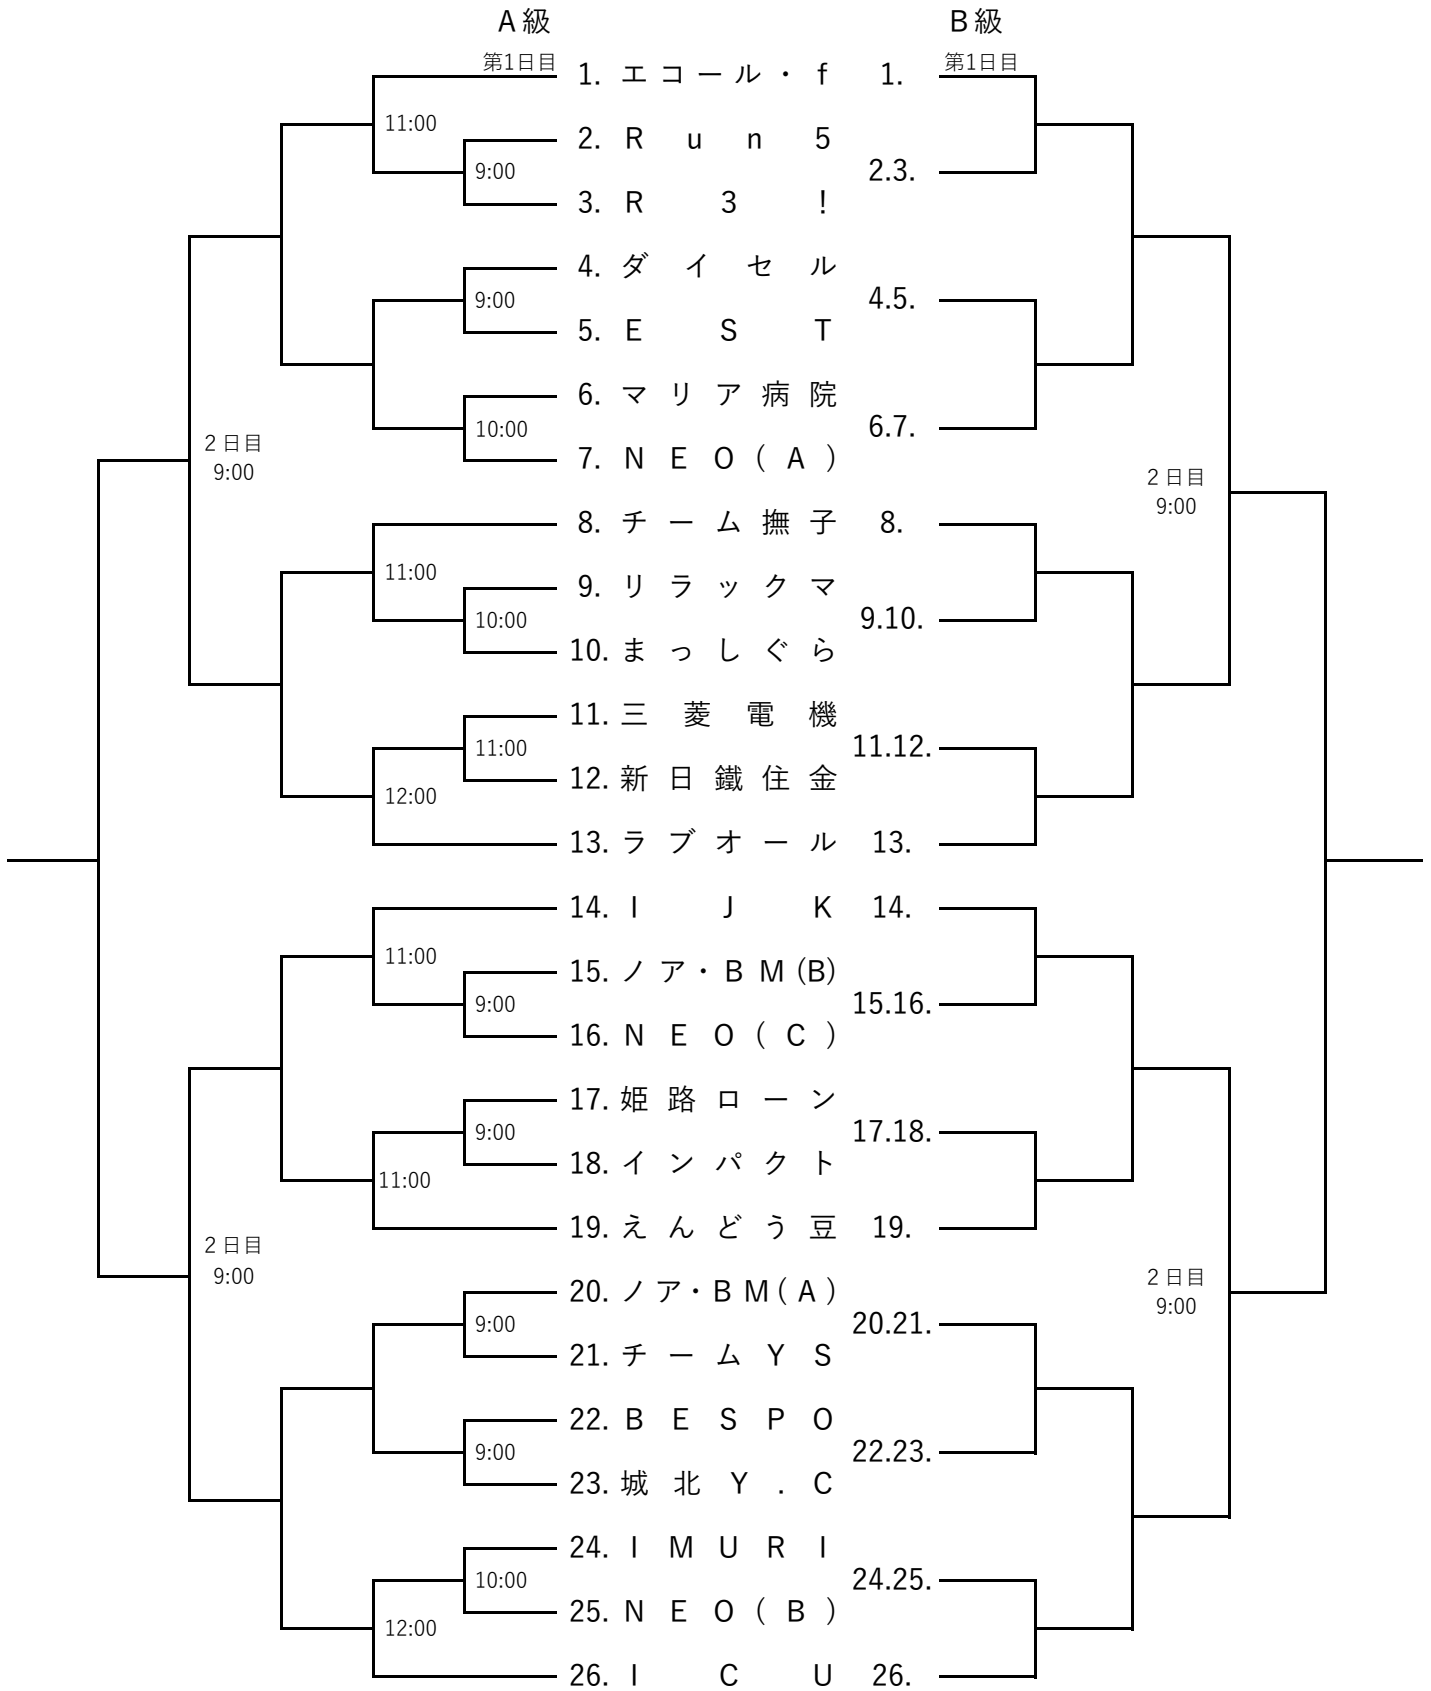 A級 B級
第1日目 第1日目
1. エコール・f 1.
11:00
2. Run5
9:00 2.3.
3. R3!
4. ダイセル
9:00 4.5.
5. EST
6. マリア病院
10:00 6.7.
2日目
7. NEO(A)
9:00
2日目
9:00
8. チーム撫子 8.
11:00
9. リラックマ
10:00 9.10.
10. まっしぐら
11. 三菱電機
11:00 11.12.
12. 新日鐵住金
12:00
13. ラブオール 13.
14. IJK 14.
11:00
15. ノア・BM(B)
9:00 15.16.
16. NEO(C)
17. 姫路ローン
9:00 17.18.
18. インパクト
11:00
19. えんどう豆 19.
2日目
9:00
2日目
9:00
20. ノア・BM(A)
9:00 20.21.
21. チームYS
22. BESPO
9:00 22.23.
23. 城北Y.C
24. IMURI
10:00 24.25.
25. NEO(B)
12:00
26. ICU 26.